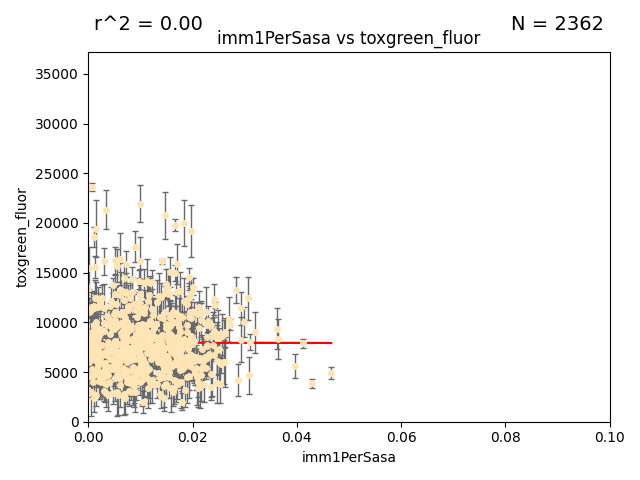 r^2 = 0.00
N = 2362
imm1PerSasa vs toxgreen_fluor
35000
30000
25000
20000
15000
10000
5000
0
toxgreen_fluor
0.00
0.02
0.04
0.06
0.08
0.10
imm1PerSasa